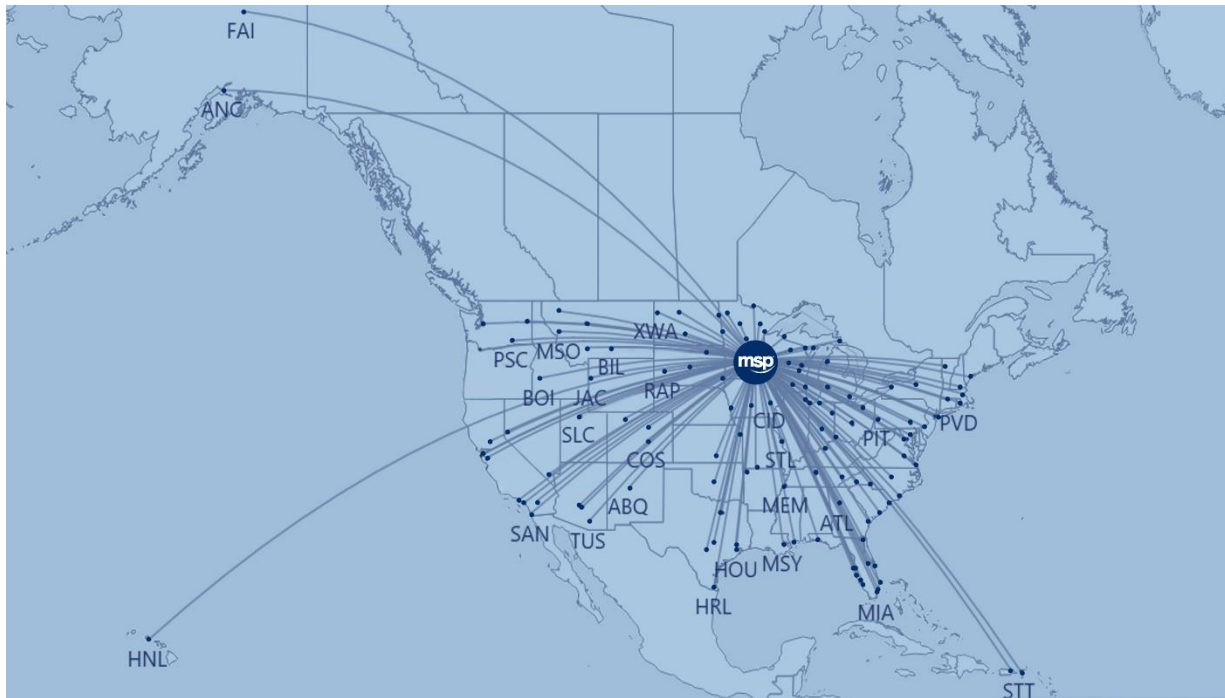 FAI
ANC
XWA
PSC
MSO
BIL
msp
BOI
JAC
RAP
SLC
CID
PIT
PVD
COS
STL
ABQ
MEM
SAN
TUS
ATL
HOU
MSY
HRL
MIA
HNL
STT